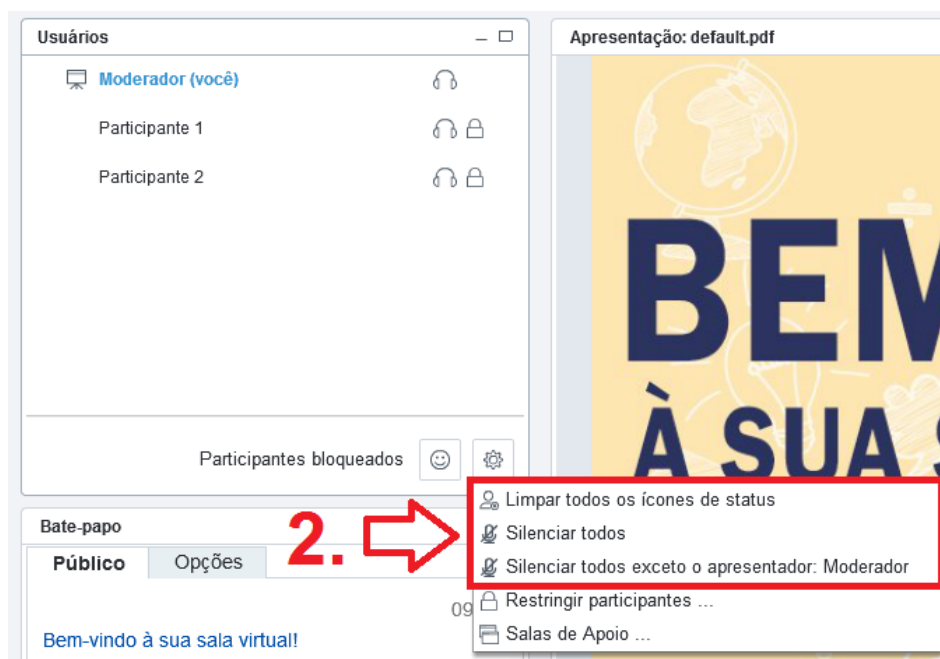 Usuários
Moderador (você)
Participante 1
Participante 2
Participantes bloqueados
Apresentação: default.pdf
BEM
À SUA S
Limpar todos os ícones de status
Silenciar todos
Silenciar todos exceto o apresentador: Moderador
Restringir participantes ...
Salas de Apoio ...
2.
Bate-papo
Público Opções
09
Bem-vindo à sua sala virtual!